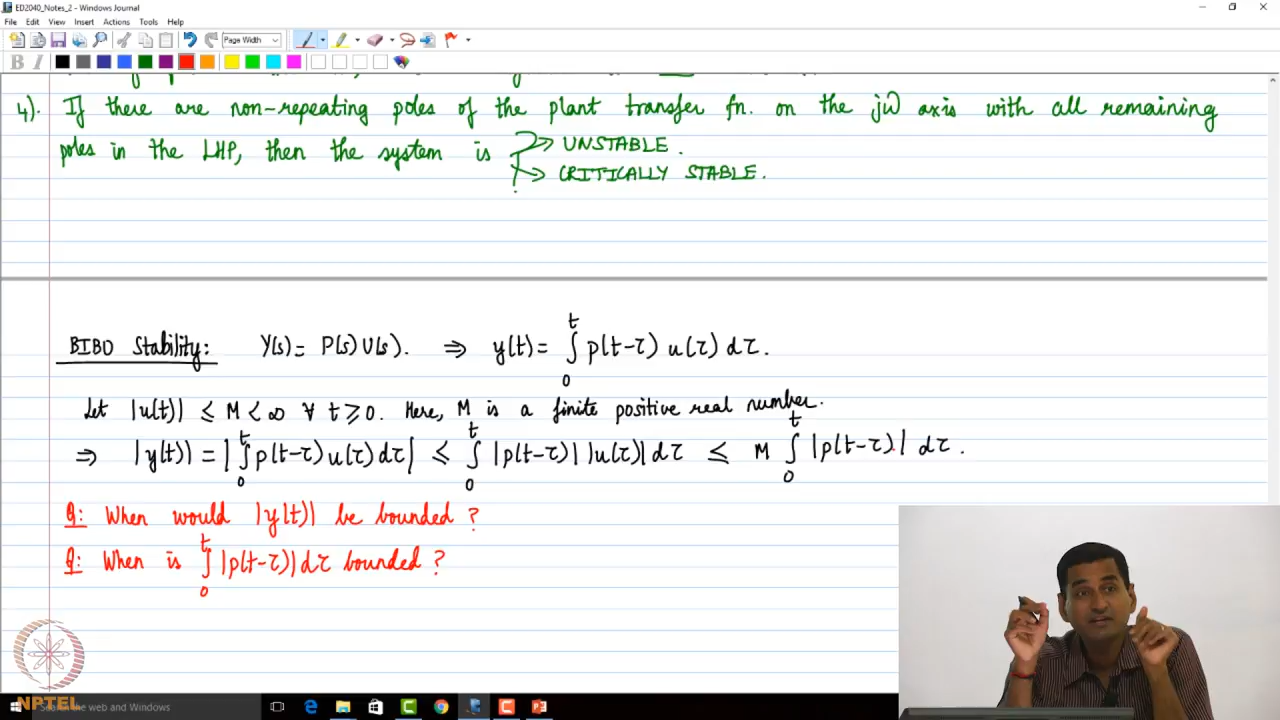 ED2040_Notes_2 - Windows Journal
File Edit View Insert Actions Tools Help
Page Width
B I
4). If there are non-repeating poles of the plant transfer fn. on the jω axis with all remaining
poles in the LHP, then the system is → UNSTABLE.
→ CRITICALLY STABLE.
BIBO Stability: Y(s) = P(s)U(s). ⇒ y(t) = ∫₀ᵗ p(t-τ) u(τ) dτ.
Let |u(t)| ≤ M < ∞ ∀ t ≥ 0. Here, M is a finite positive real number.
⇒ |y(t)| = |∫₀ᵗ p(t-τ) u(τ) dτ| ≤ ∫₀ᵗ |p(t-τ)| |u(τ)| dτ ≤ M ∫₀ᵗ |p(t-τ)| dτ.
Q: When would |y(t)| be bounded?
Q: When is ∫₀ᵗ |p(t-τ)| dτ bounded?
NPTEL
Search the web and Windows